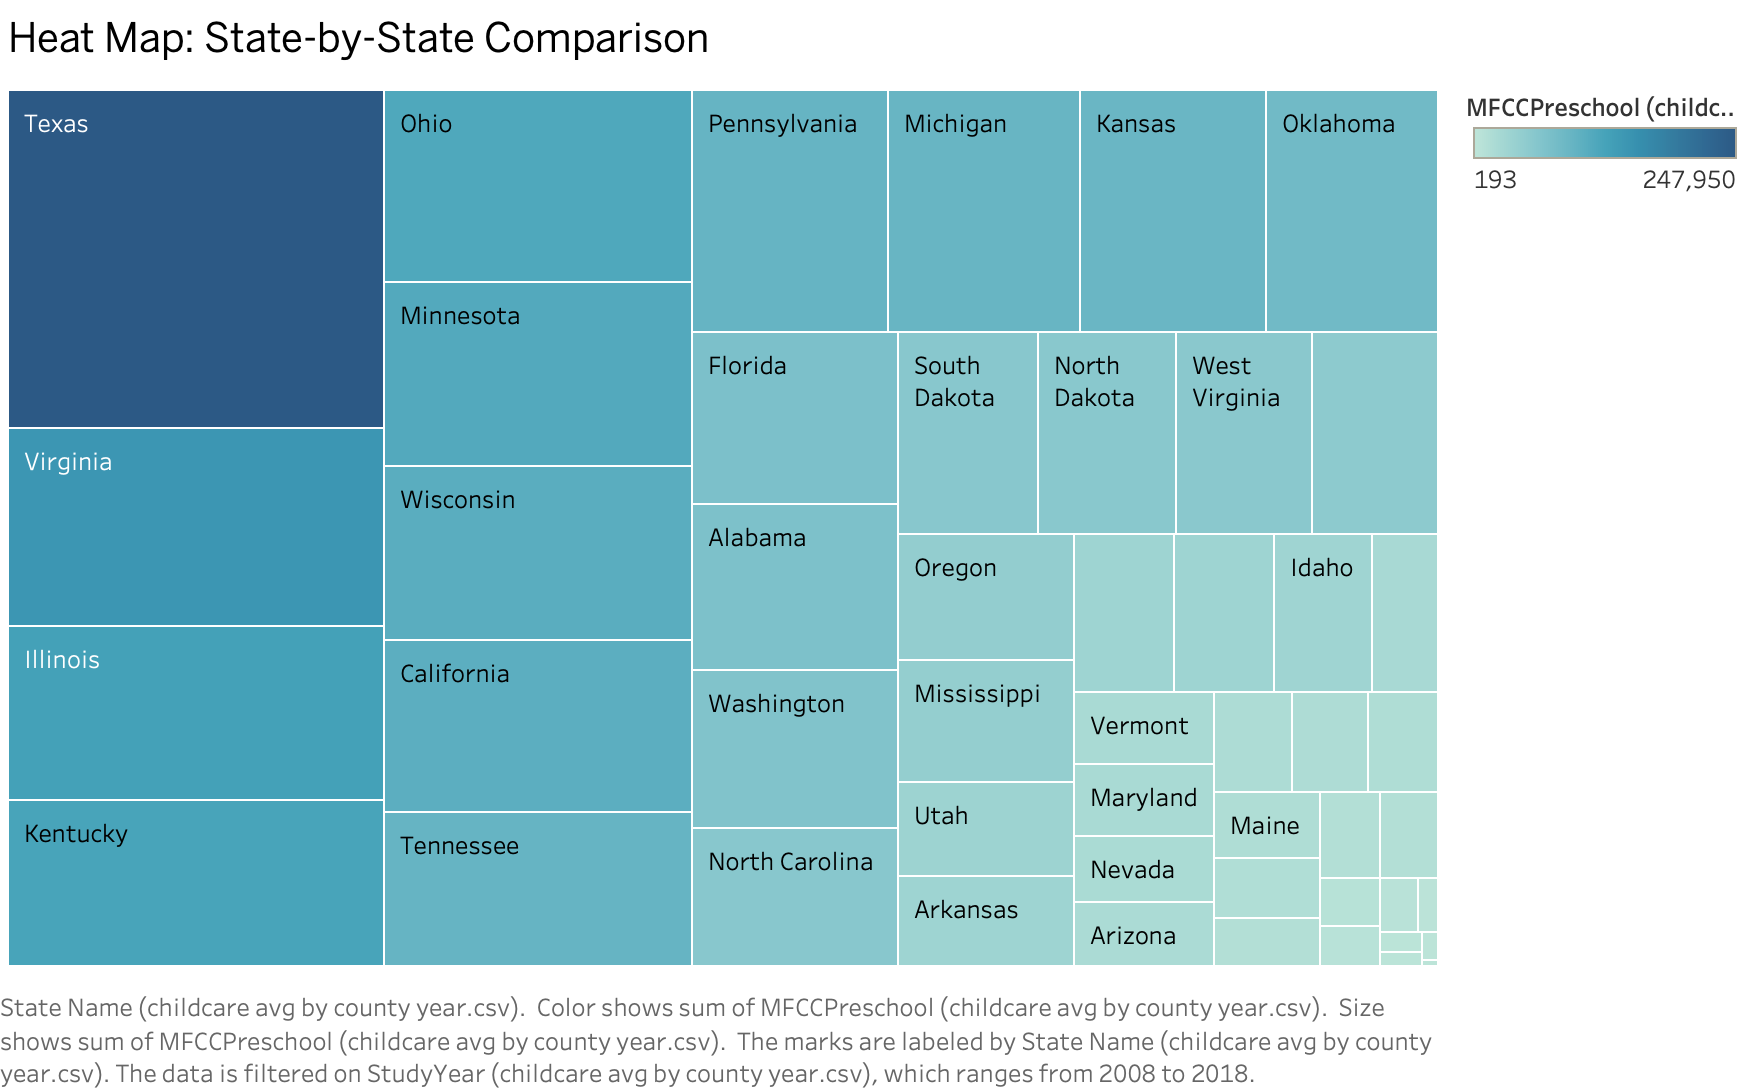 Heat Map: State-by-State Comparison
MFCCPreschool (childc..
193 247,950
Texas
Virginia
Illinois
Kentucky
Ohio
Minnesota
Wisconsin
California
Tennessee
Pennsylvania
Michigan
Kansas
Oklahoma
Florida
Alabama
Washington
North Carolina
South
Dakota
North
Dakota
West
Virginia
Oregon
Mississippi
Utah
Arkansas
Idaho
Vermont
Maryland
Nevada
Arizona
Maine
State Name (childcare avg by county year.csv).  Color shows sum of MFCCPreschool (childcare avg by county year.csv).  Size
shows sum of MFCCPreschool (childcare avg by county year.csv).  The marks are labeled by State Name (childcare avg by county
year.csv). The data is filtered on StudyYear (childcare avg by county year.csv), which ranges from 2008 to 2018.